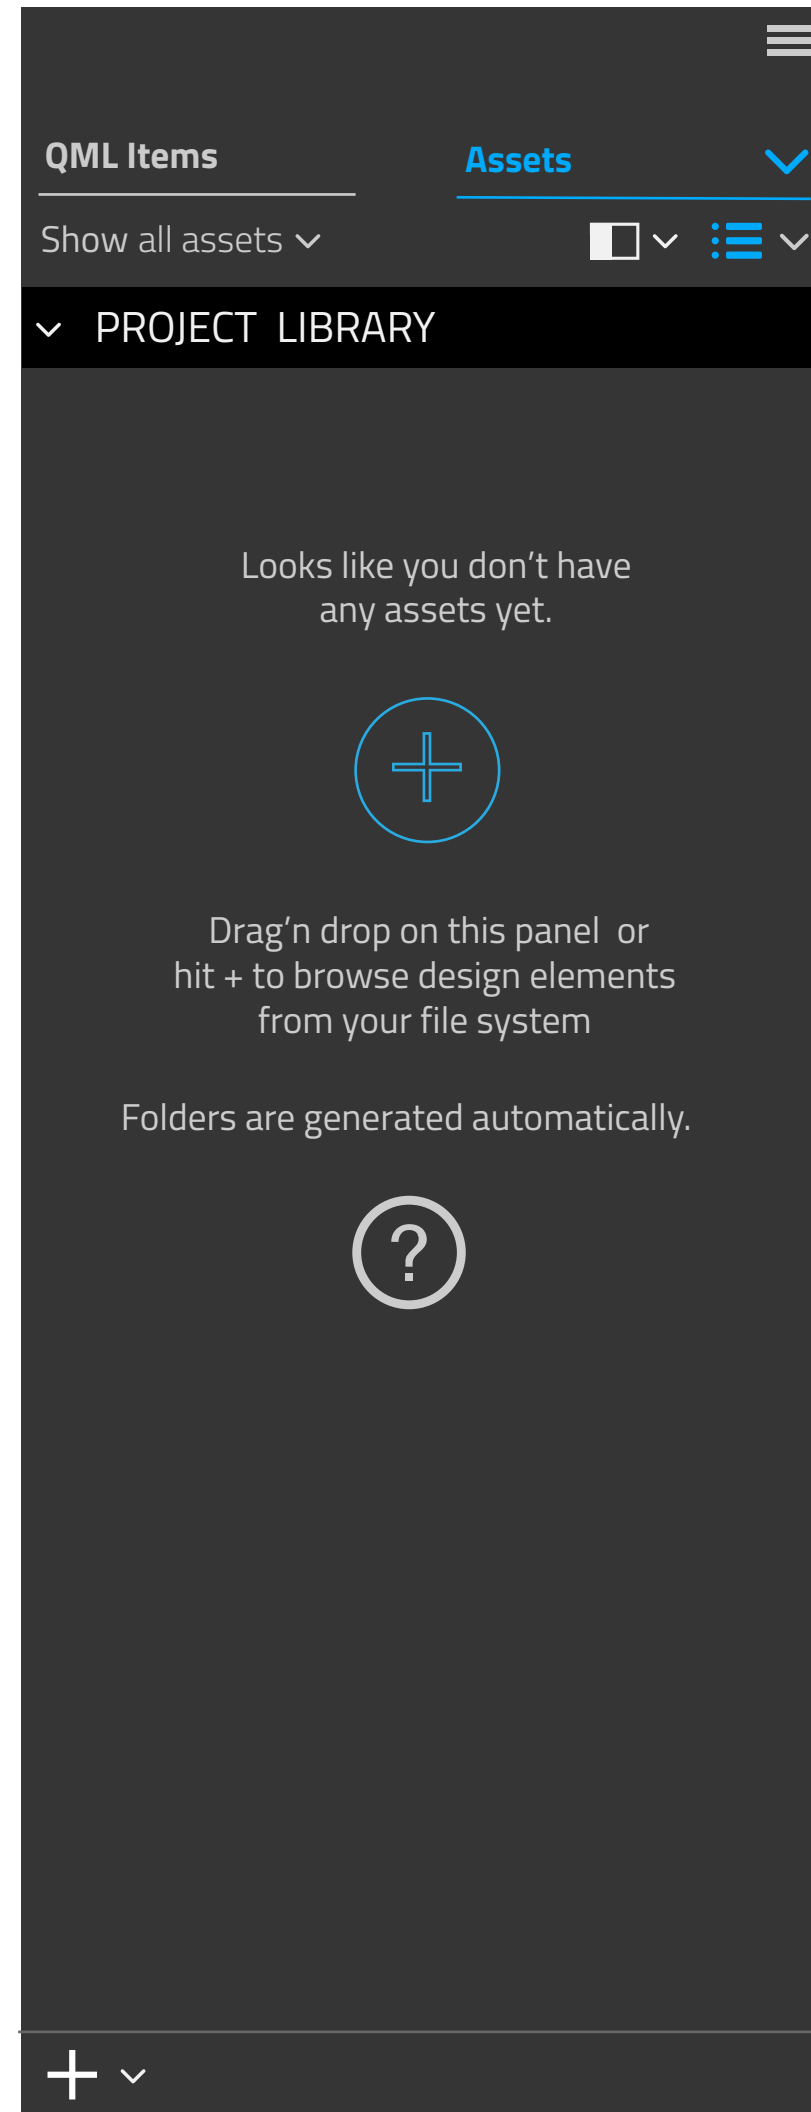 QML Items
Assets
Show all assets
PROJECT LIBRARY
Looks like you don’t have
any assets yet.
Drag’n drop on this panel or
hit + to browse design elements
from your file system
Folders are generated automatically.
?